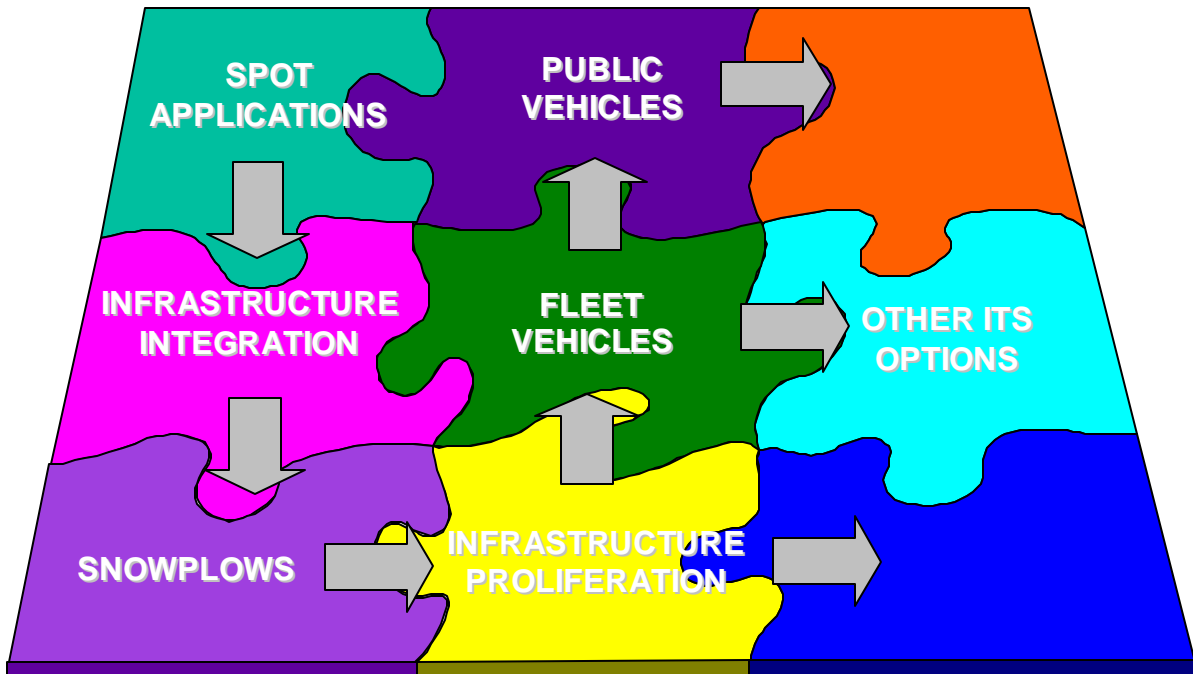 SPOT
APPLICATIONS
PUBLIC
VEHICLES
INFRASTRUCTURE
INTEGRATION
FLEET
VEHICLES
OTHER ITS
OPTIONS
SNOWPLOWS
INFRASTRUCTURE
PROLIFERATION